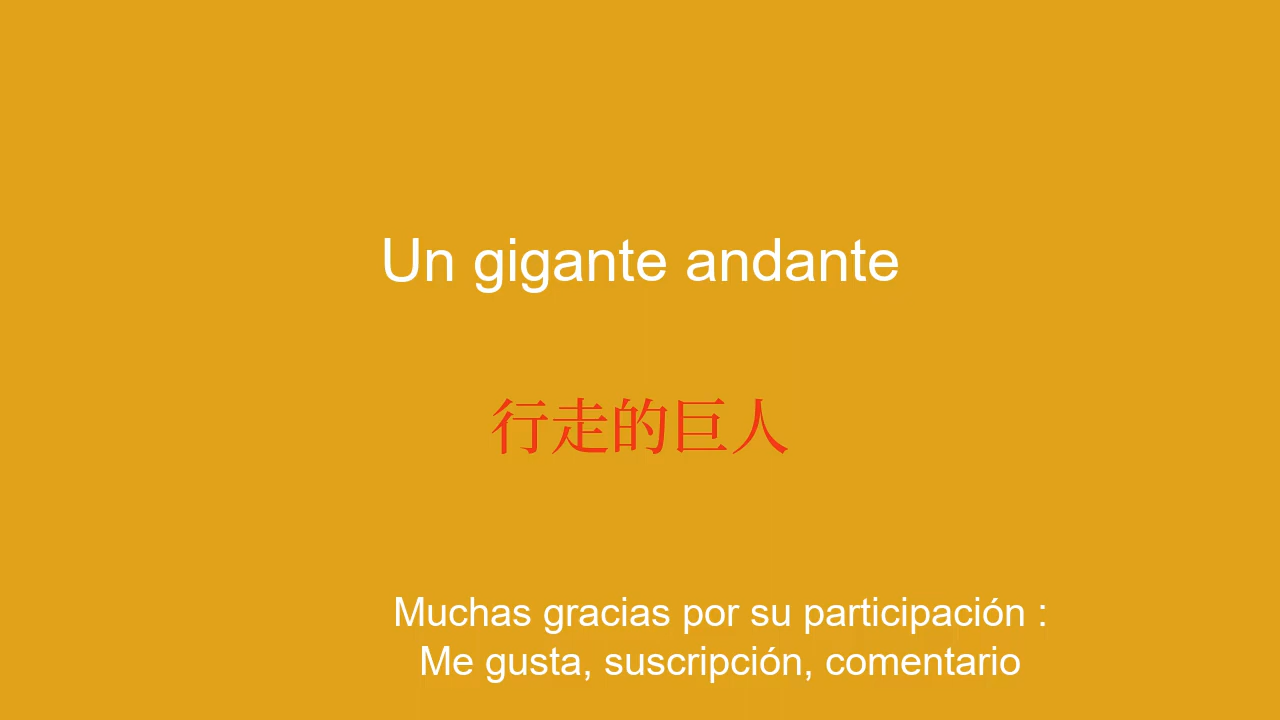 Un gigante andante
行走的巨人
Muchas gracias por su participación :
Me gusta, suscripción, comentario